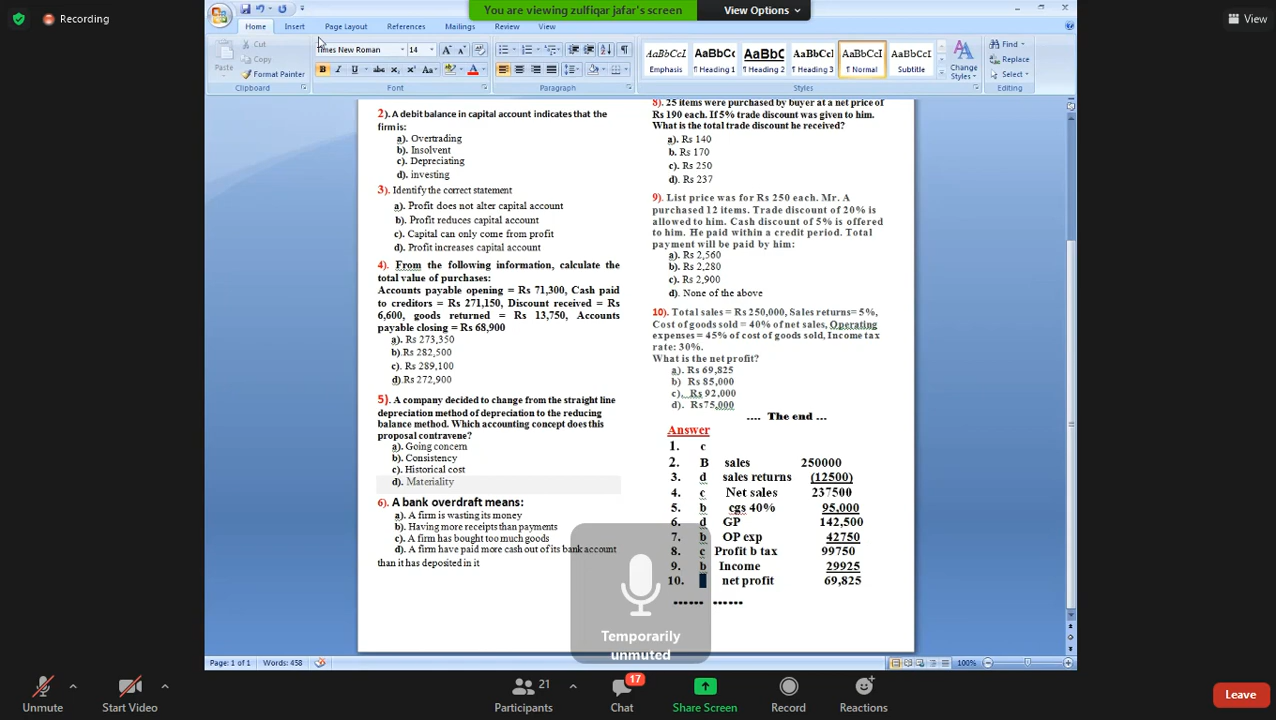 Recording
You are viewing zulfiqar jafar's screen
View Options
View
Home
Insert
Page Layout
References
Mailings
Review
View
Cut
Copy
Paste
Format Painter
Clipboard
Times New Roman
14
Font
Paragraph
AaBbCcI
Emphasis
AaBbCc
¶ Heading 1
AaBbC
¶ Heading 2
AaBbC
¶ Heading 3
AaBbCcI
¶ Normal
AaBbCcI
Subtitle
Change
Styles
Styles
Find
Replace
Select
Editing
2). A debit balance in capital account indicates that the
firm is:
a). Overtrading
b). Insolvent
c). Depreciating
d). investing
3). Identify the correct statement
a). Profit does not alter capital account
b). Profit reduces capital account
c). Capital can only come from profit
d). Profit increases capital account
4). From the following information, calculate the
total value of purchases:
Accounts payable opening = Rs 71,300, Cash paid
to creditors = Rs 271,150, Discount received = Rs
6,600, goods returned = Rs 13,750, Accounts
payable closing = Rs 68,900
a). Rs 273,350
b).Rs 282,500
c). Rs 289,100
d).Rs 272,900
5). A company decided to change from the straight line
depreciation method of depreciation to the reducing
balance method. Which accounting concept does this
proposal contravene?
a). Going concern
b). Consistency
c). Historical cost
d). Materiality
6). A bank overdraft means:
a). A firm is wasting its money
b). Having more receipts than payments
c). A firm has bought too much goods
d). A firm have paid more cash out of its bank account
than it has deposited in it
8). 25 items were purchased by buyer at a net price of
Rs 190 each. If 5% trade discount was given to him.
What is the total trade discount he received?
a). Rs 140
b. Rs 170
c). Rs 250
d). Rs 237
9). List price was for Rs 250 each. Mr. A
purchased 12 items. Trade discount of 20% is
allowed to him. Cash discount of 5% is offered
to him. He paid within a credit period. Total
payment will be paid by him:
a). Rs 2,560
b). Rs 2,280
c). Rs 2,900
d). None of the above
10). Total sales = Rs 250,000, Sales returns= 5%,
Cost of goods sold = 40% of net sales, Operating
expenses = 45% of cost of goods sold, Income tax
rate: 30%.
What is the net profit?
a). Rs 69,825
b) Rs 85,000
c), Rs 92,000
d). Rs75,000
.... The end ...
Answer
1. c
2. B sales 250000
3. d sales returns (12500)
4. c Net sales 237500
5. b cgs 40% 95,000
6. d GP 142,500
7. b OP exp 42750
8. c Profit b tax 99750
9. b Income 29925
10. net profit 69,825
...... ......
Temporarily
unmuted
Page: 1 of 1
Words: 458
100%
Unmute
Start Video
21
Participants
17
Chat
Share Screen
Record
Reactions
Leave